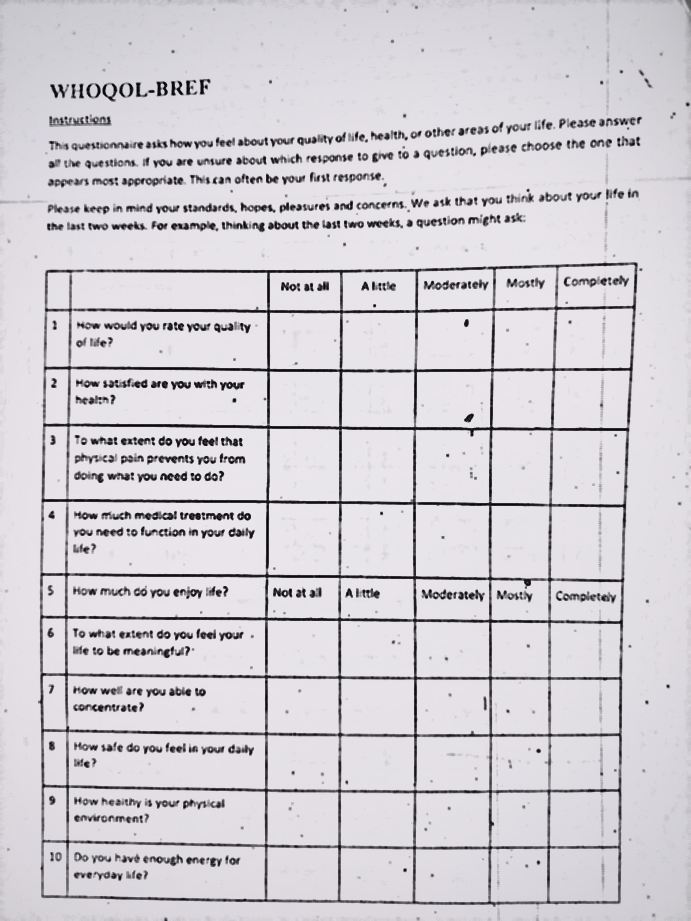 WHOQOL-BREF
Instructions
This questionnaire asks how you feel about your quality of life, health, or other areas of your life. Please answer
all the questions. If you are unsure about which response to give to a question, please choose the one that
appears most appropriate. This can often be your first response.
Please keep in mind your standards, hopes, pleasures and concerns. We ask that you think about your life in
the last two weeks. For example, thinking about the last two weeks, a question might ask:
Not at all A little Moderately Mostly Completely
1 How would you rate your quality
of life?
2 How satisfied are you with your
health?
3 To what extent do you feel that
physical pain prevents you from
doing what you need to do?
4 How much medical treatment do
you need to function in your daily
life?
5 How much do you enjoy life? Not at all A little Moderately Mostly Completely
6 To what extent do you feel your
life to be meaningful?
7 How well are you able to
concentrate?
8 How safe do you feel in your daily
life?
9 How healthy is your physical
environment?
10 Do you have enough energy for
everyday life?